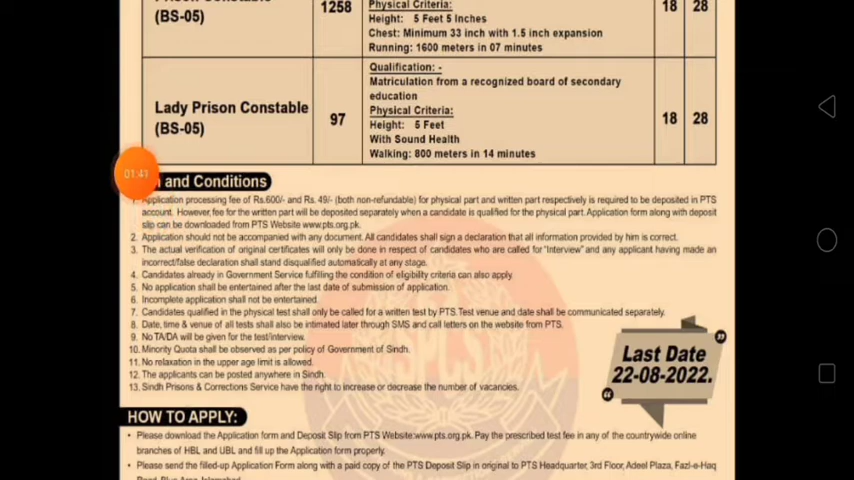 (BS-05)
1258
Physical Criteria:
Height: 5 Feet 5 Inches
Chest: Minimum 33 inch with 1.5 inch expansion
Running: 1600 meters in 07 minutes
18
28
Lady Prison Constable
(BS-05)
97
Qualification: -
Matriculation from a recognized board of secondary
education
Physical Criteria:
Height: 5 Feet
With Sound Health
Walking: 800 meters in 14 minutes
18
28
01:41
and Conditions
Application processing fee of Rs.600/- and Rs. 49/- (both non-refundable) for physical part and written part respectively is required to be deposited in PTS
account. However, fee for the written part will be deposited separately when a candidate is qualified for the physical part. Application form along with deposit
slip can be downloaded from PTS Website www.pts.org.pk.
2. Application should not be accompanied with any document. All candidates shall sign a declaration that all information provided by him is correct.
3. The actual verification of original certificates will only be done in respect of candidates who are called for "Interview" and any applicant having made an
incorrect/false declaration shall stand disqualified automatically at any stage.
4. Candidates already in Government Service fulfilling the condition of eligibility criteria can also apply.
5. No application shall be entertained after the last date of submission of application.
6. Incomplete application shall not be entertained.
7. Candidates qualified in the physical test shall only be called for a written test by PTS. Test venue and date shall be communicated separately.
8. Date, time & venue of all tests shall also be intimated later through SMS and call letters on the website from PTS.
9. No TA/DA will be given for the test/interview.
10. Minority Quota shall be observed as per policy of Government of Sindh.
11. No relaxation in the upper age limit is allowed.
12. The applicants can be posted anywhere in Sindh.
13. Sindh Prisons & Corrections Service have the right to increase or decrease the number of vacancies.
Last Date
22-08-2022.
HOW TO APPLY:
• Please download the Application form and Deposit Slip from PTS Website:www.pts.org.pk. Pay the prescribed test fee in any of the countrywide online
branches of HBL and UBL and fill up the Application form properly.
• Please send the filled-up Application Form along with a paid copy of the PTS Deposit Slip in original to PTS Headquarter, 3rd Floor, Adeel Plaza, Fazl-e-Haq